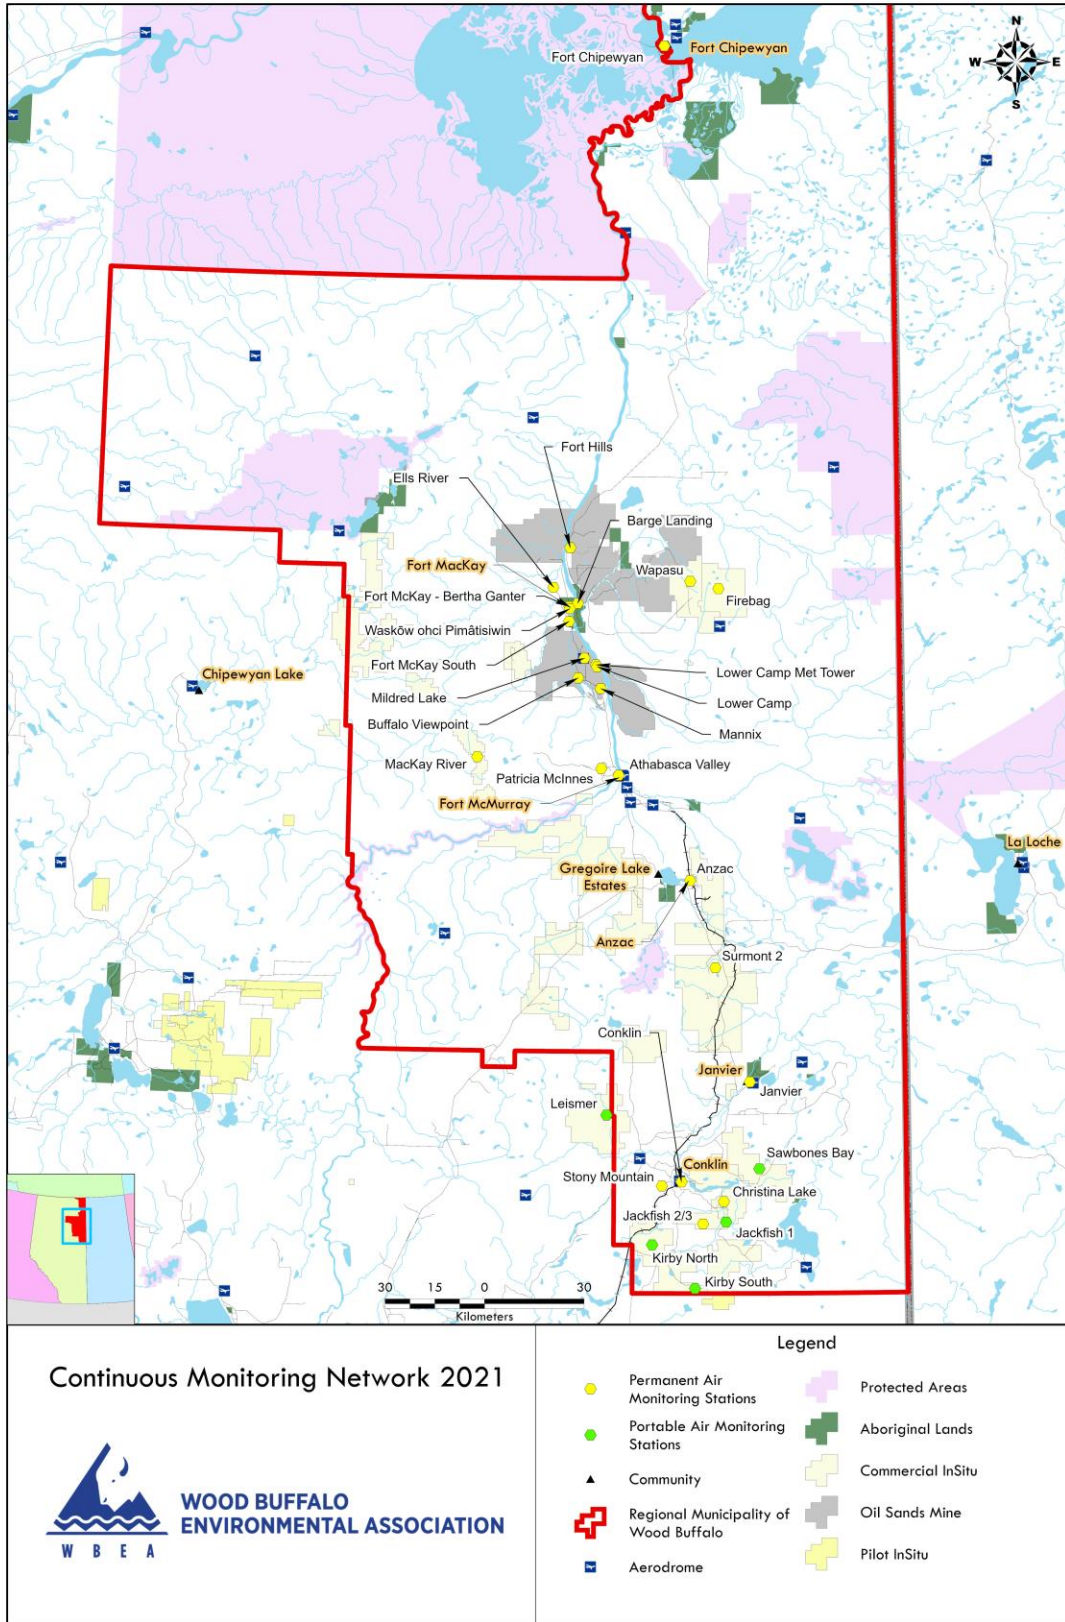 N
W E
S
Fort Chipewyan
Fort Chipewyan
Fort Hills
Ells River
Barge Landing
Fort MacKay
Wapasu
Firebag
Fort McKay - Bertha Ganter
Waskōw ohci Pimâtisiwin
Fort McKay South
Chipewyan Lake
Lower Camp Met Tower
Mildred Lake
Lower Camp
Buffalo Viewpoint
Mannix
MacKay River
Athabasca Valley
Patricia McInnes
Fort McMurray
La Loche
Gregoire Lake
Estates
Anzac
Anzac
Surmont 2
Conklin
Janvier
Janvier
Leismer
Sawbones Bay
Conklin
Stony Mountain
Christina Lake
Jackfish 2/3
Jackfish 1
Kirby North
Kirby South
30 15 0 30
Kilometers
Continuous Monitoring Network 2021
WOOD BUFFALO
ENVIRONMENTAL ASSOCIATION
W B E A
Legend
Permanent Air
Monitoring Stations
Portable Air Monitoring
Stations
Community
Regional Municipality of
Wood Buffalo
Aerodrome
Protected Areas
Aboriginal Lands
Commercial InSitu
Oil Sands Mine
Pilot InSitu